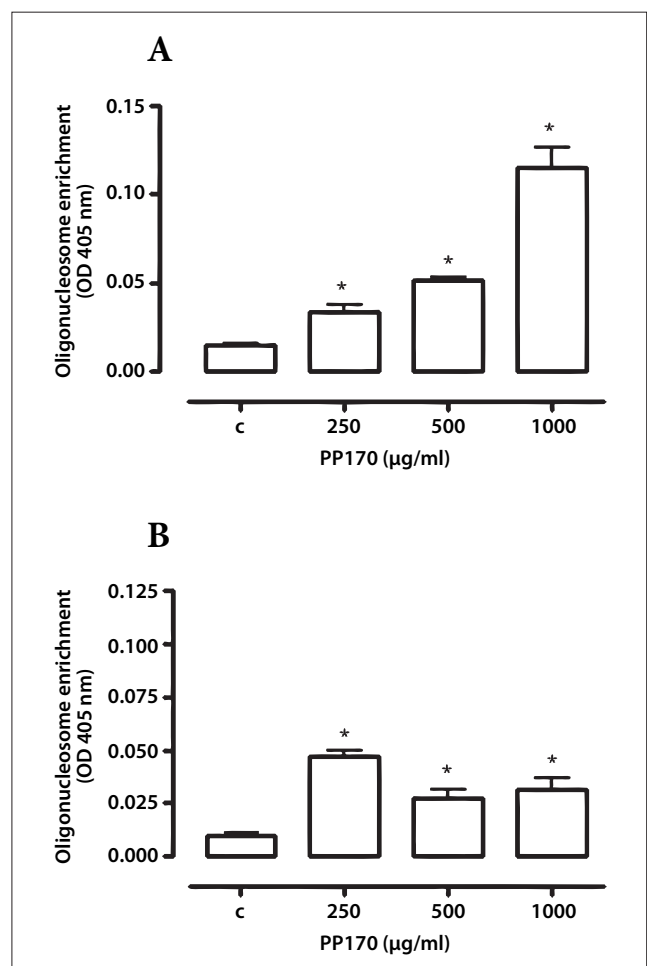 A
Oligonucleosome enrichment
(OD 405 nm)
0.15
0.10
0.05
0.00
*
*
*
c 250 500 1000
PP170 (µg/ml)
B
Oligonucleosome enrichment
(OD 405 nm)
0.125
0.100
0.075
0.050
0.025
0.000
*
*
*
c 250 500 1000
PP170 (µg/ml)